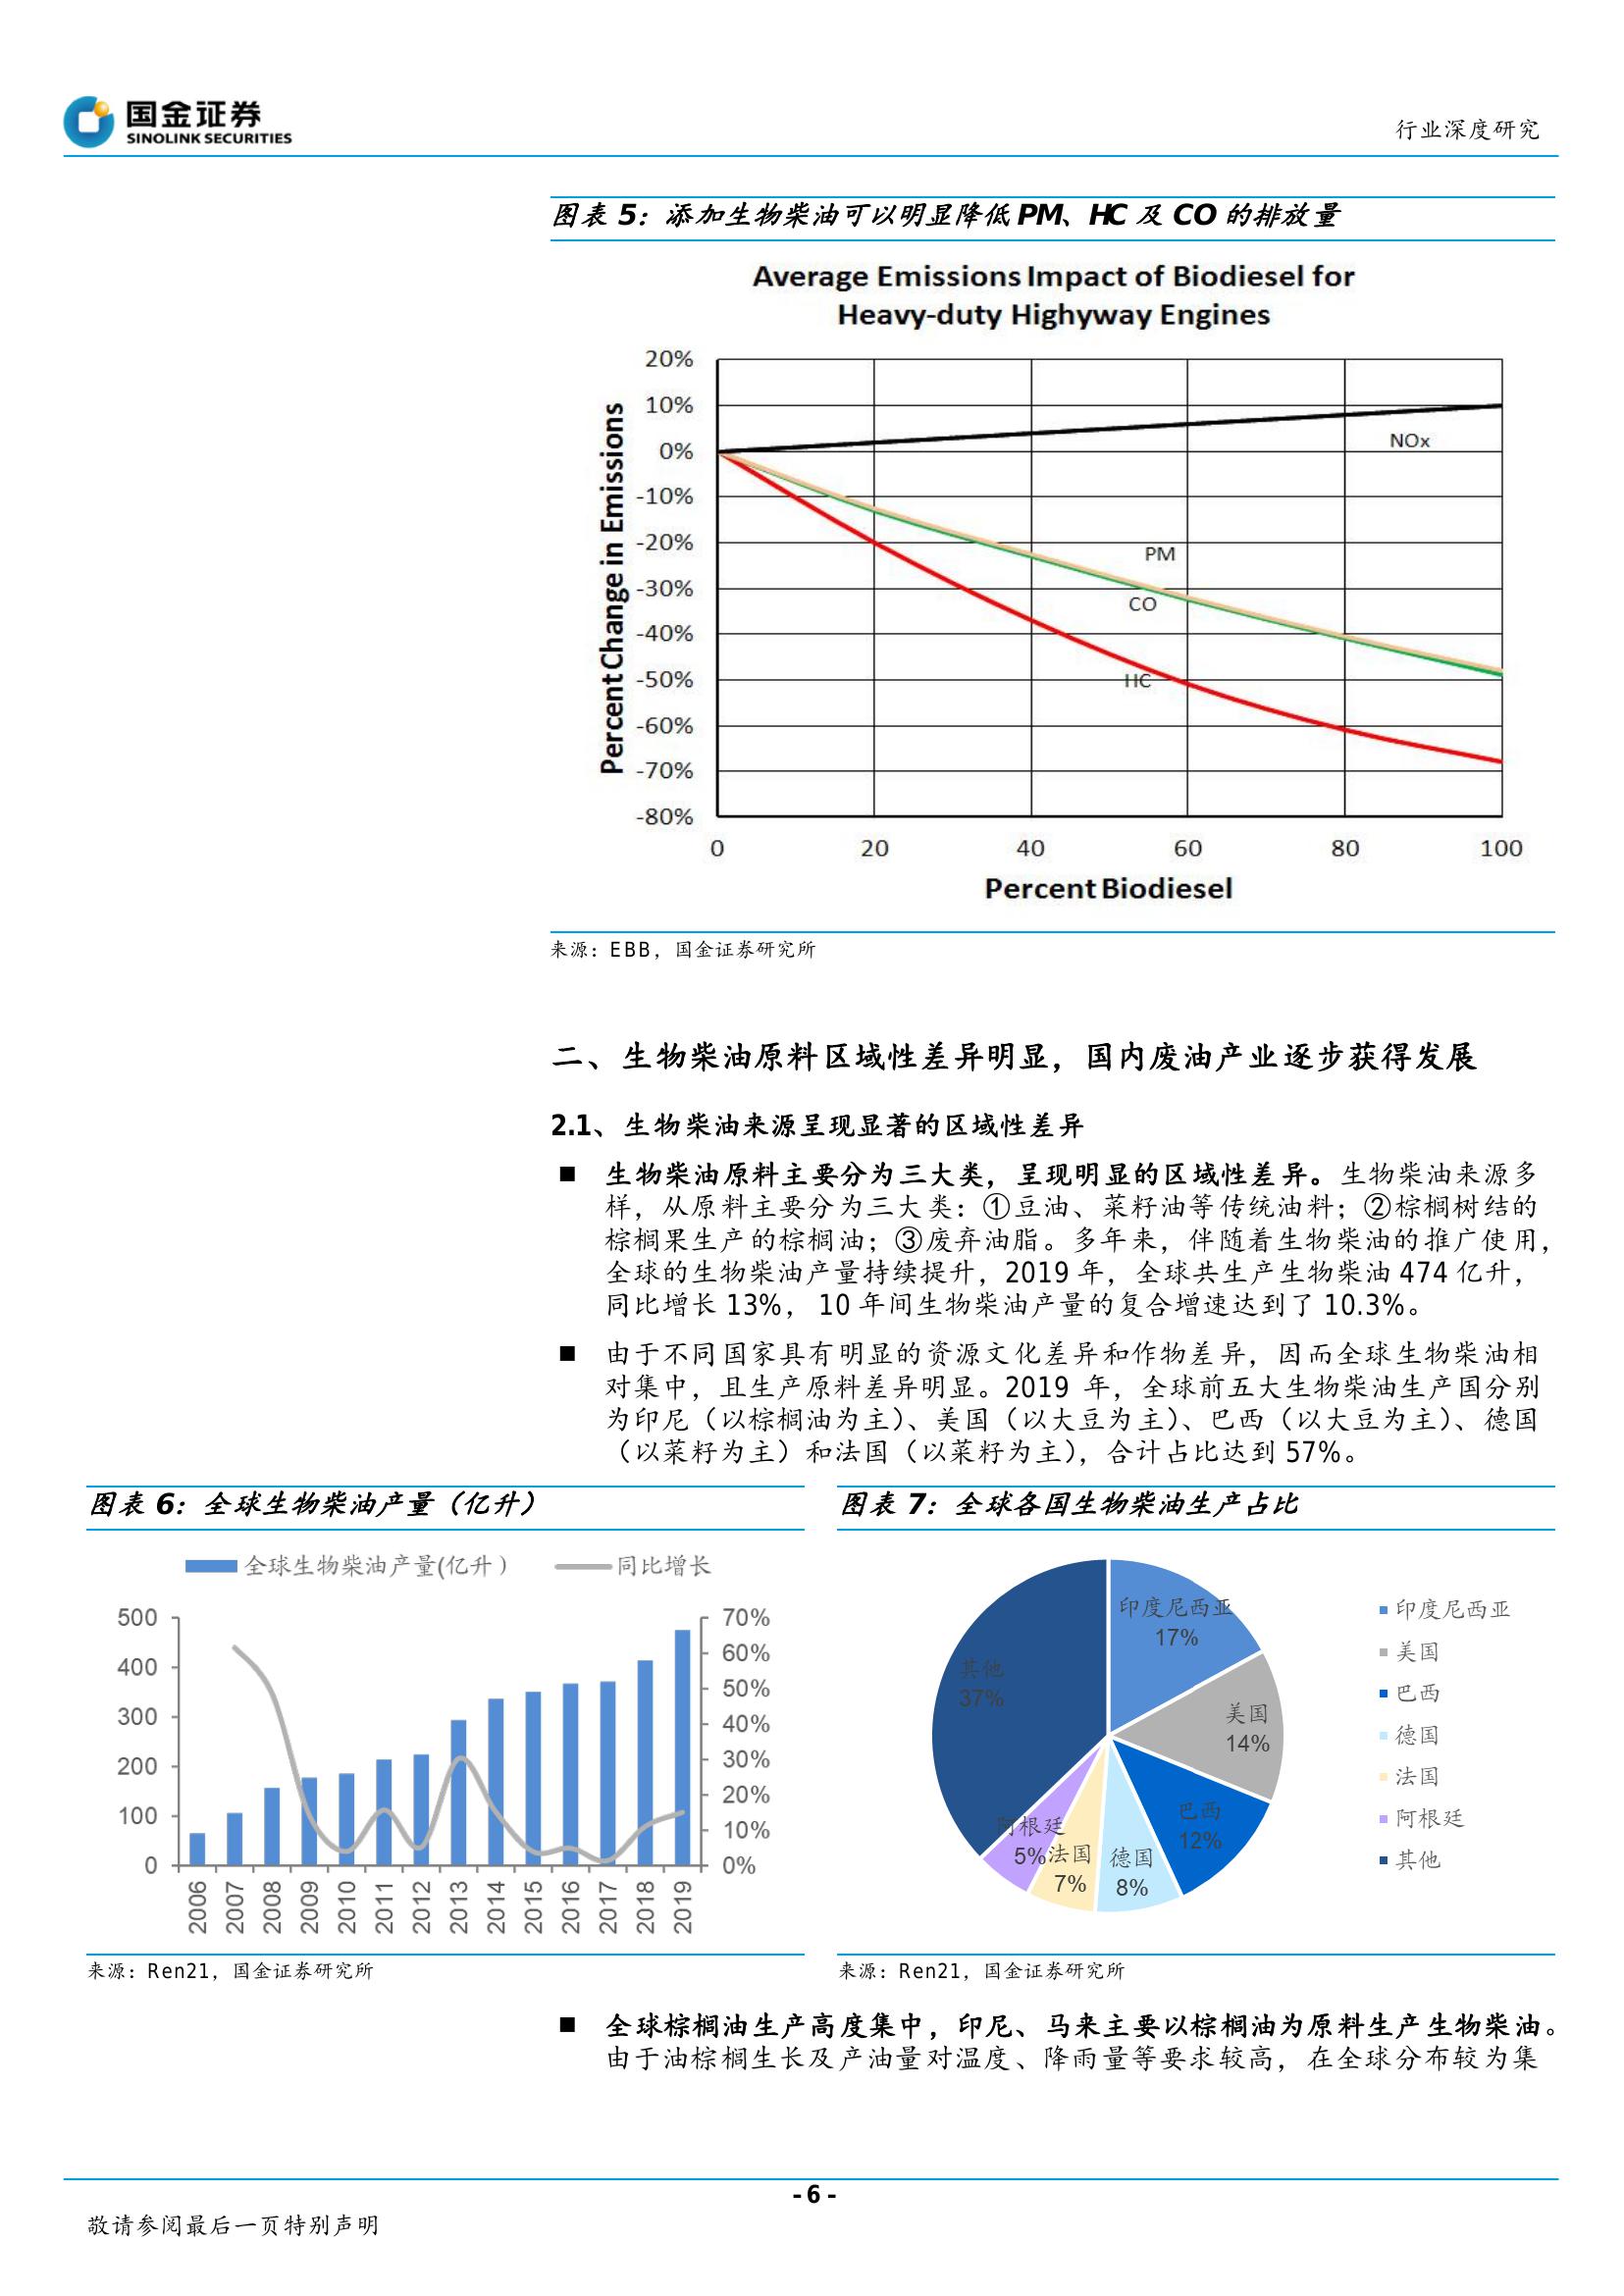 国金证券
SINOLINK SECURITIES
行业深度研究
图表 5：添加生物柴油可以明显降低 PM、HC 及 CO 的排放量
Average Emissions Impact of Biodiesel for
Heavy-duty Highyway Engines
20%
10%
0%
-10%
-20%
-30%
-40%
-50%
-60%
-70%
-80%
Percent Change in Emissions
NOx
PM
CO
HC
0 20 40 60 80 100
Percent Biodiesel
来源：EBB，国金证券研究所
二、生物柴油原料区域性差异明显，国内废油产业逐步获得发展
2.1、生物柴油来源呈现显著的区域性差异
■ 生物柴油原料主要分为三大类，呈现明显的区域性差异。生物柴油来源多
样，从原料主要分为三大类：①豆油、菜籽油等传统油料；②棕榈树结的
棕榈果生产的棕榈油；③废弃油脂。多年来，伴随着生物柴油的推广使用，
全球的生物柴油产量持续提升，2019 年，全球共生产生物柴油 474 亿升，
同比增长 13%， 10 年间生物柴油产量的复合增速达到了 10.3%。
■ 由于不同国家具有明显的资源文化差异和作物差异，因而全球生物柴油相
对集中，且生产原料差异明显。2019 年，全球前五大生物柴油生产国分别
为印尼（以棕榈油为主）、美国（以大豆为主）、巴西（以大豆为主）、德国
（以菜籽为主）和法国（以菜籽为主），合计占比达到 57%。
图表 6：全球生物柴油产量（亿升）
全球生物柴油产量(亿升） 同比增长
500
400
300
200
100
0
70%
60%
50%
40%
30%
20%
10%
0%
2006 2007 2008 2009 2010 2011 2012 2013 2014 2015 2016 2017 2018 2019
来源：Ren21，国金证券研究所
图表 7：全球各国生物柴油生产占比
印度尼西亚
17%
美国
14%
巴西
12%
德国
8%
法国
7%
阿根廷
5%
其他
37%
印度尼西亚
美国
巴西
德国
法国
阿根廷
其他
来源：Ren21，国金证券研究所
■ 全球棕榈油生产高度集中，印尼、马来主要以棕榈油为原料生产生物柴油。
由于油棕榈生长及产油量对温度、降雨量等要求较高，在全球分布较为集
- 6 -
敬请参阅最后一页特别声明